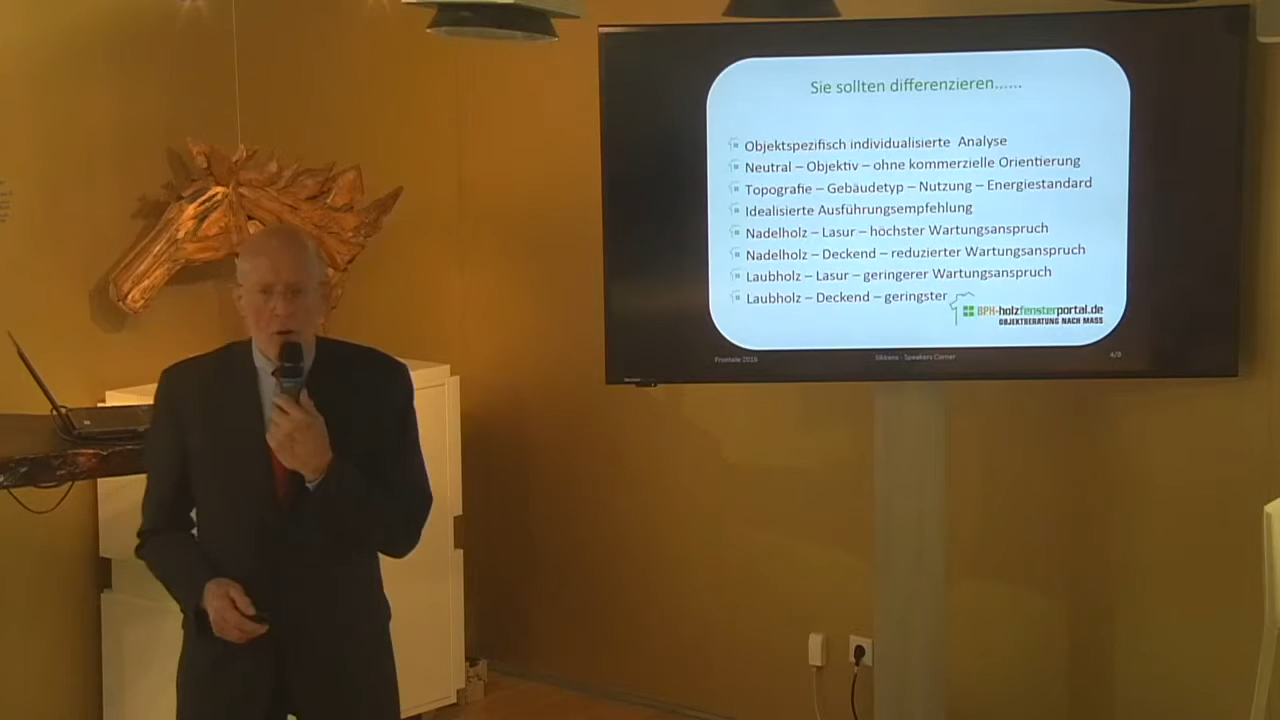 Sie sollten differenzieren......
Objektspezifisch individualisierte Analyse
Neutral – Objektiv – ohne kommerzielle Orientierung
Topografie – Gebäudetyp – Nutzung – Energiestandard
Idealisierte Ausführungsempfehlung
Nadelholz – Lasur – höchster Wartungsanspruch
Nadelholz – Deckend – reduzierter Wartungsanspruch
Laubholz – Lasur – geringerer Wartungsanspruch
Laubholz – Deckend – geringster
BPH-holzfensterportal.de
OBJEKTBERATUNG NACH MASS
Frontale 2016 Sikkens - Speakers Corner 4/9